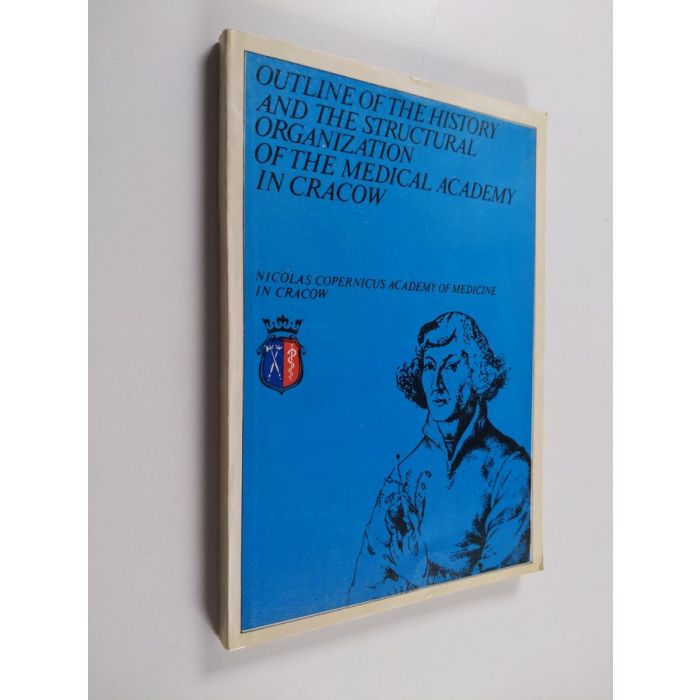 OUTLINE OF THE HISTORY
AND THE STRUCTURAL
ORGANIZATION
OF THE MEDICAL ACADEMY
IN CRACOW
NICOLAS COPERNICUS ACADEMY OF MEDICINE
IN CRACOW